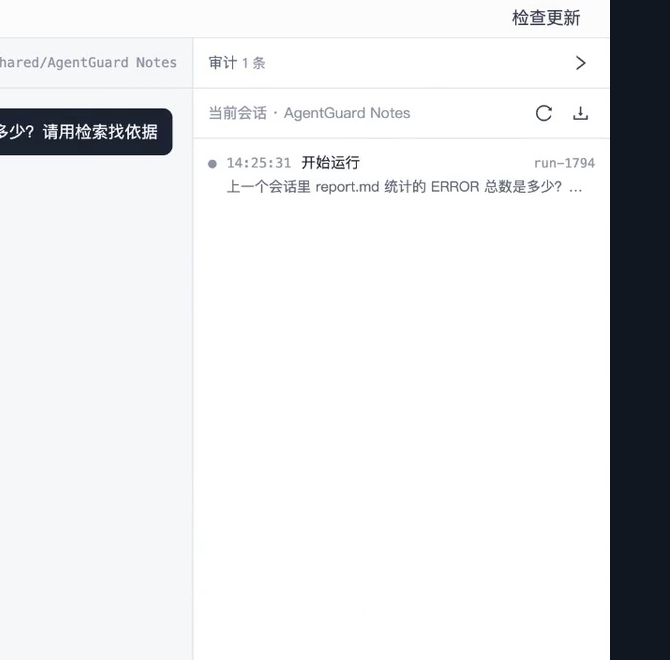 检查更新
hared/AgentGuard Notes
审计 1 条
多少？请用检索找依据
当前会话 · AgentGuard Notes
14:25:31 开始运行 run-1794
上一个会话里 report.md 统计的 ERROR 总数是多少？ ...